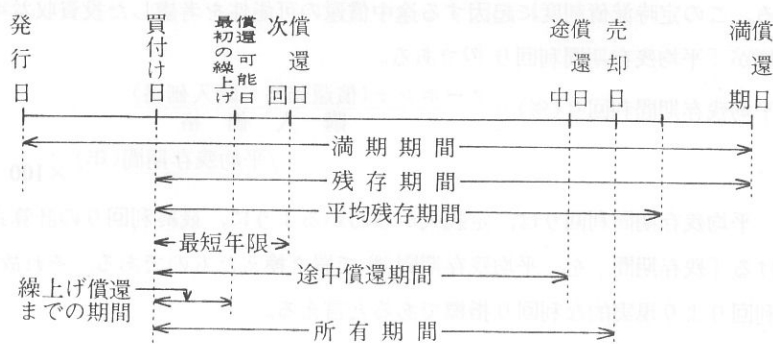 発行日
買付け日
最初の繰上げ
償還可能日
次回
償還日
途中
償還日
売却日
満期
償還日
満期期間
残存期間
平均残存期間
最短年限
途中償還期間
繰上げ償還
までの期間
所有期間